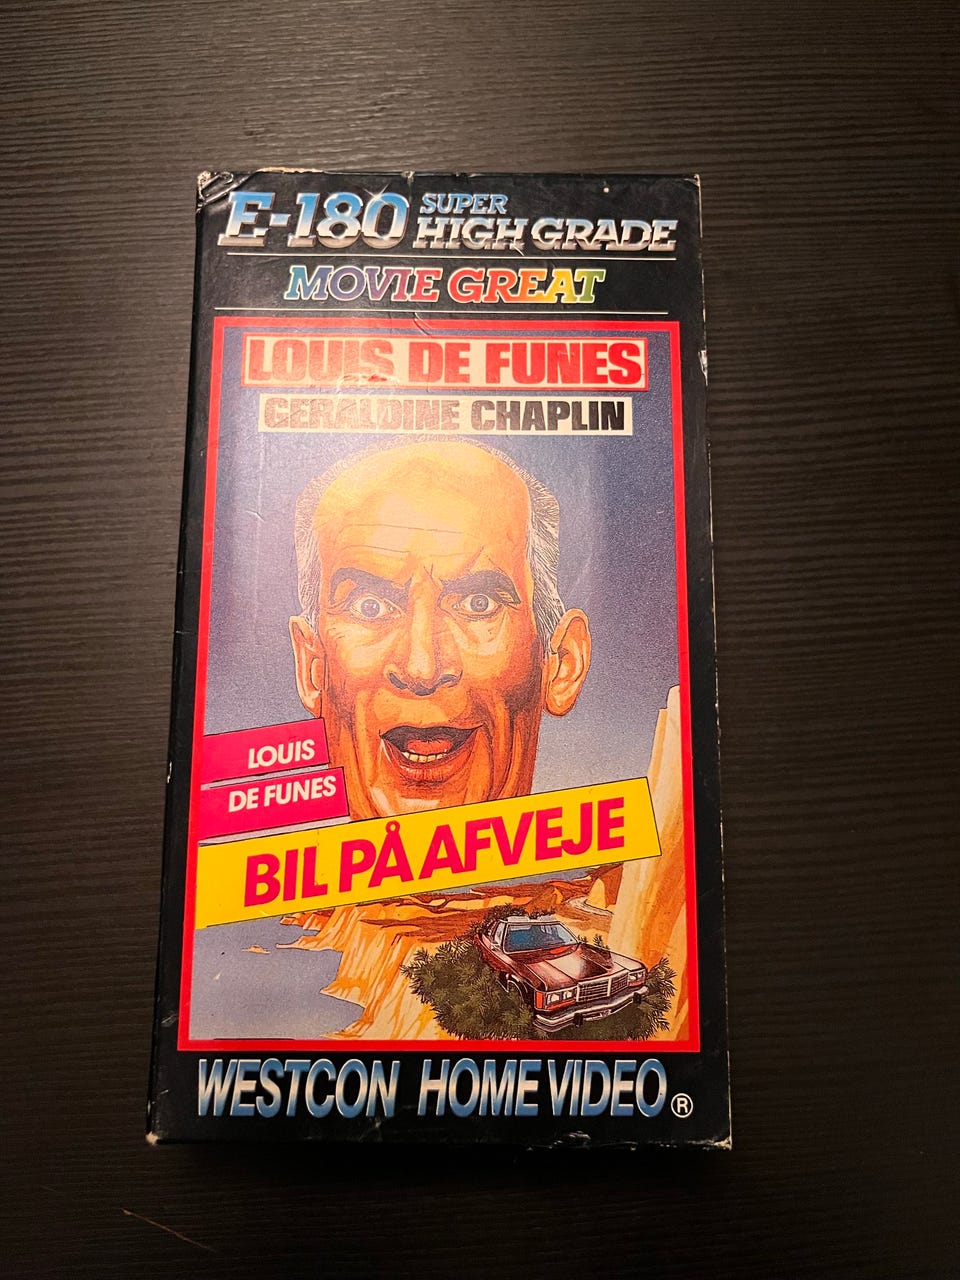 E-180 SUPER HIGH GRADE
MOVIE GREAT
LOUIS DE FUNES
GERALDINE CHAPLIN
LOUIS
DE FUNES
BIL PÅ AFVEJE
WESTCON HOME VIDEO ®